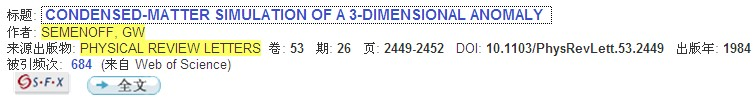 标题: CONDENSED-MATTER SIMULATION OF A 3-DIMENSIONAL ANOMALY
作者: SEMENOFF, GW
来源出版物: PHYSICAL REVIEW LETTERS 卷: 53 期: 26 页: 2449-2452 DOI: 10.1103/PhysRevLett.53.2449 出版年: 1984
被引频次: 684 (来自 Web of Science)
S·F·X 全文